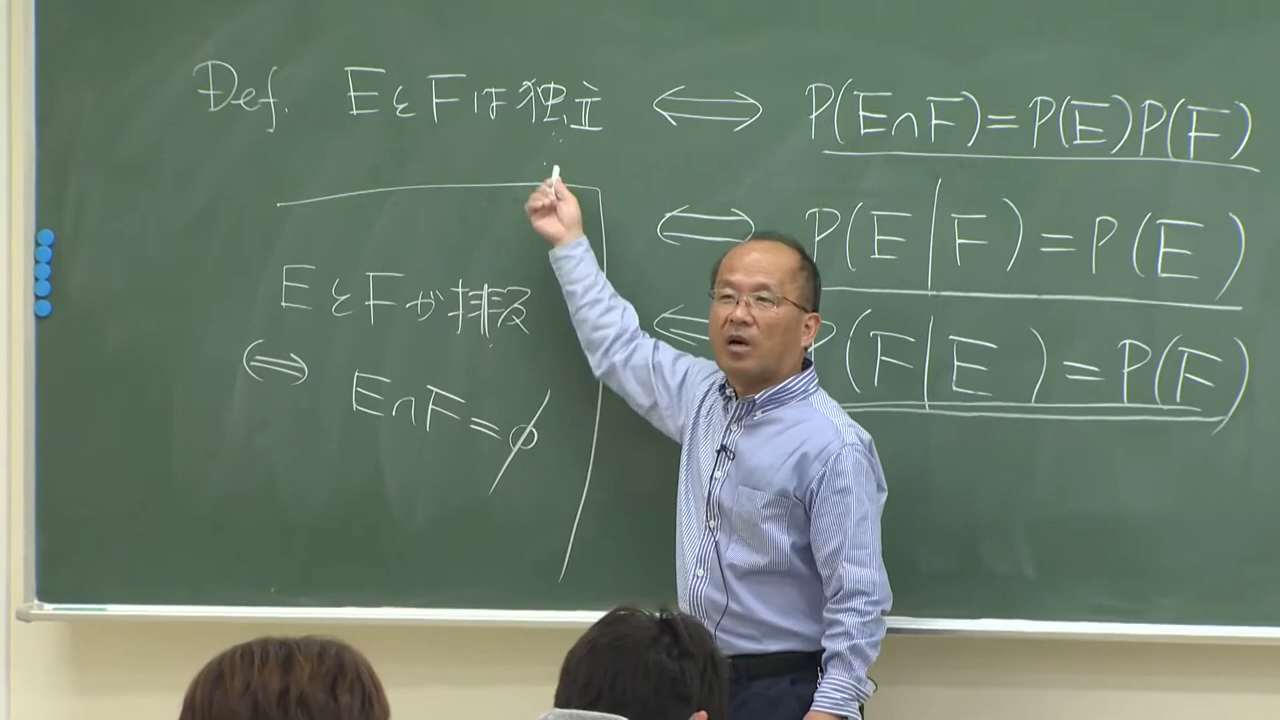 Def. EとFは独立 ⟺ P(E∩F)=P(E)P(F)
⟺ P(E|F)=P(E)
P(F|E)=P(F)
EとFが排反
⟺ E∩F=∅